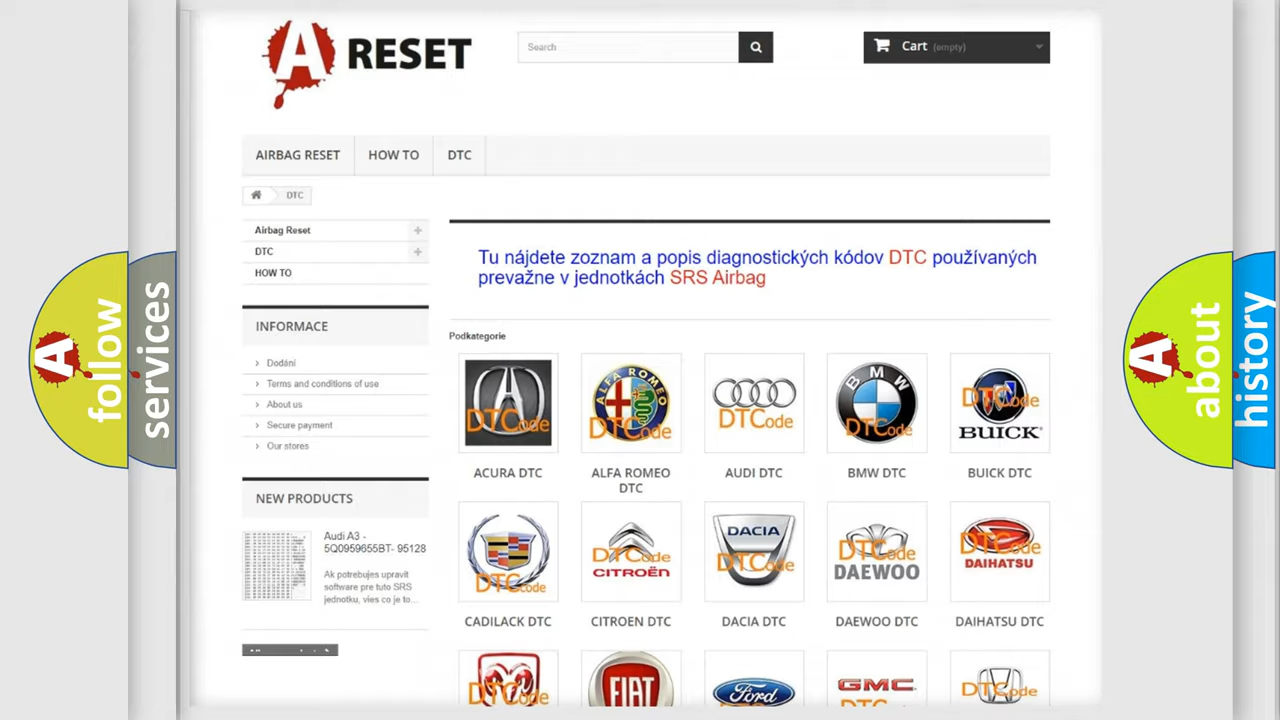 A RESET
Search
Cart (empty)
AIRBAG RESET
HOW TO
DTC
DTC
Airbag Reset
DTC
HOW TO
INFORMACE
Dodání
Terms and conditions of use
About us
Secure payment
Our stores
NEW PRODUCTS
Audi A3 -
5Q0959655BT- 95128
Ak potrebujes upravit
software pre tuto SRS
jednotku, vies co je to...
Tu nájdete zoznam a popis diagnostických kódov DTC používaných
prevažne v jednotkách SRS Airbag
Podkategorie
DTCode
ALFA ROMEO
DTCode
DTCode
BMW
DTCode
DTCode
BUICK
ACURA DTC
ALFA ROMEO
DTC
AUDI DTC
BMW DTC
BUICK DTC
DTCode
DTCode
CITROËN
DACIA
DTCode
DTCode
DAEWOO
DTCode
DAIHATSU
CADILACK DTC
CITROEN DTC
DACIA DTC
DAEWOO DTC
DAIHATSU DTC
DTCode
FIAT
Ford
GMC
DTCode
A follow
services
A about
history